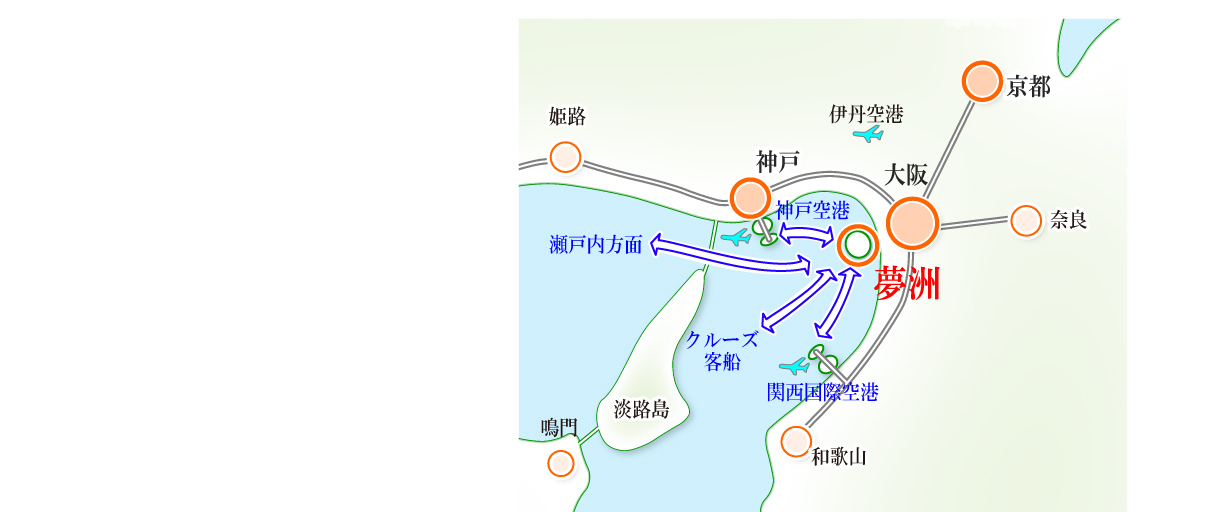 京都
姫路
伊丹空港
神戸
大阪
神戸空港
奈良
瀬戸内方面
夢洲
クルーズ
客船
関西国際空港
淡路島
鳴門
和歌山